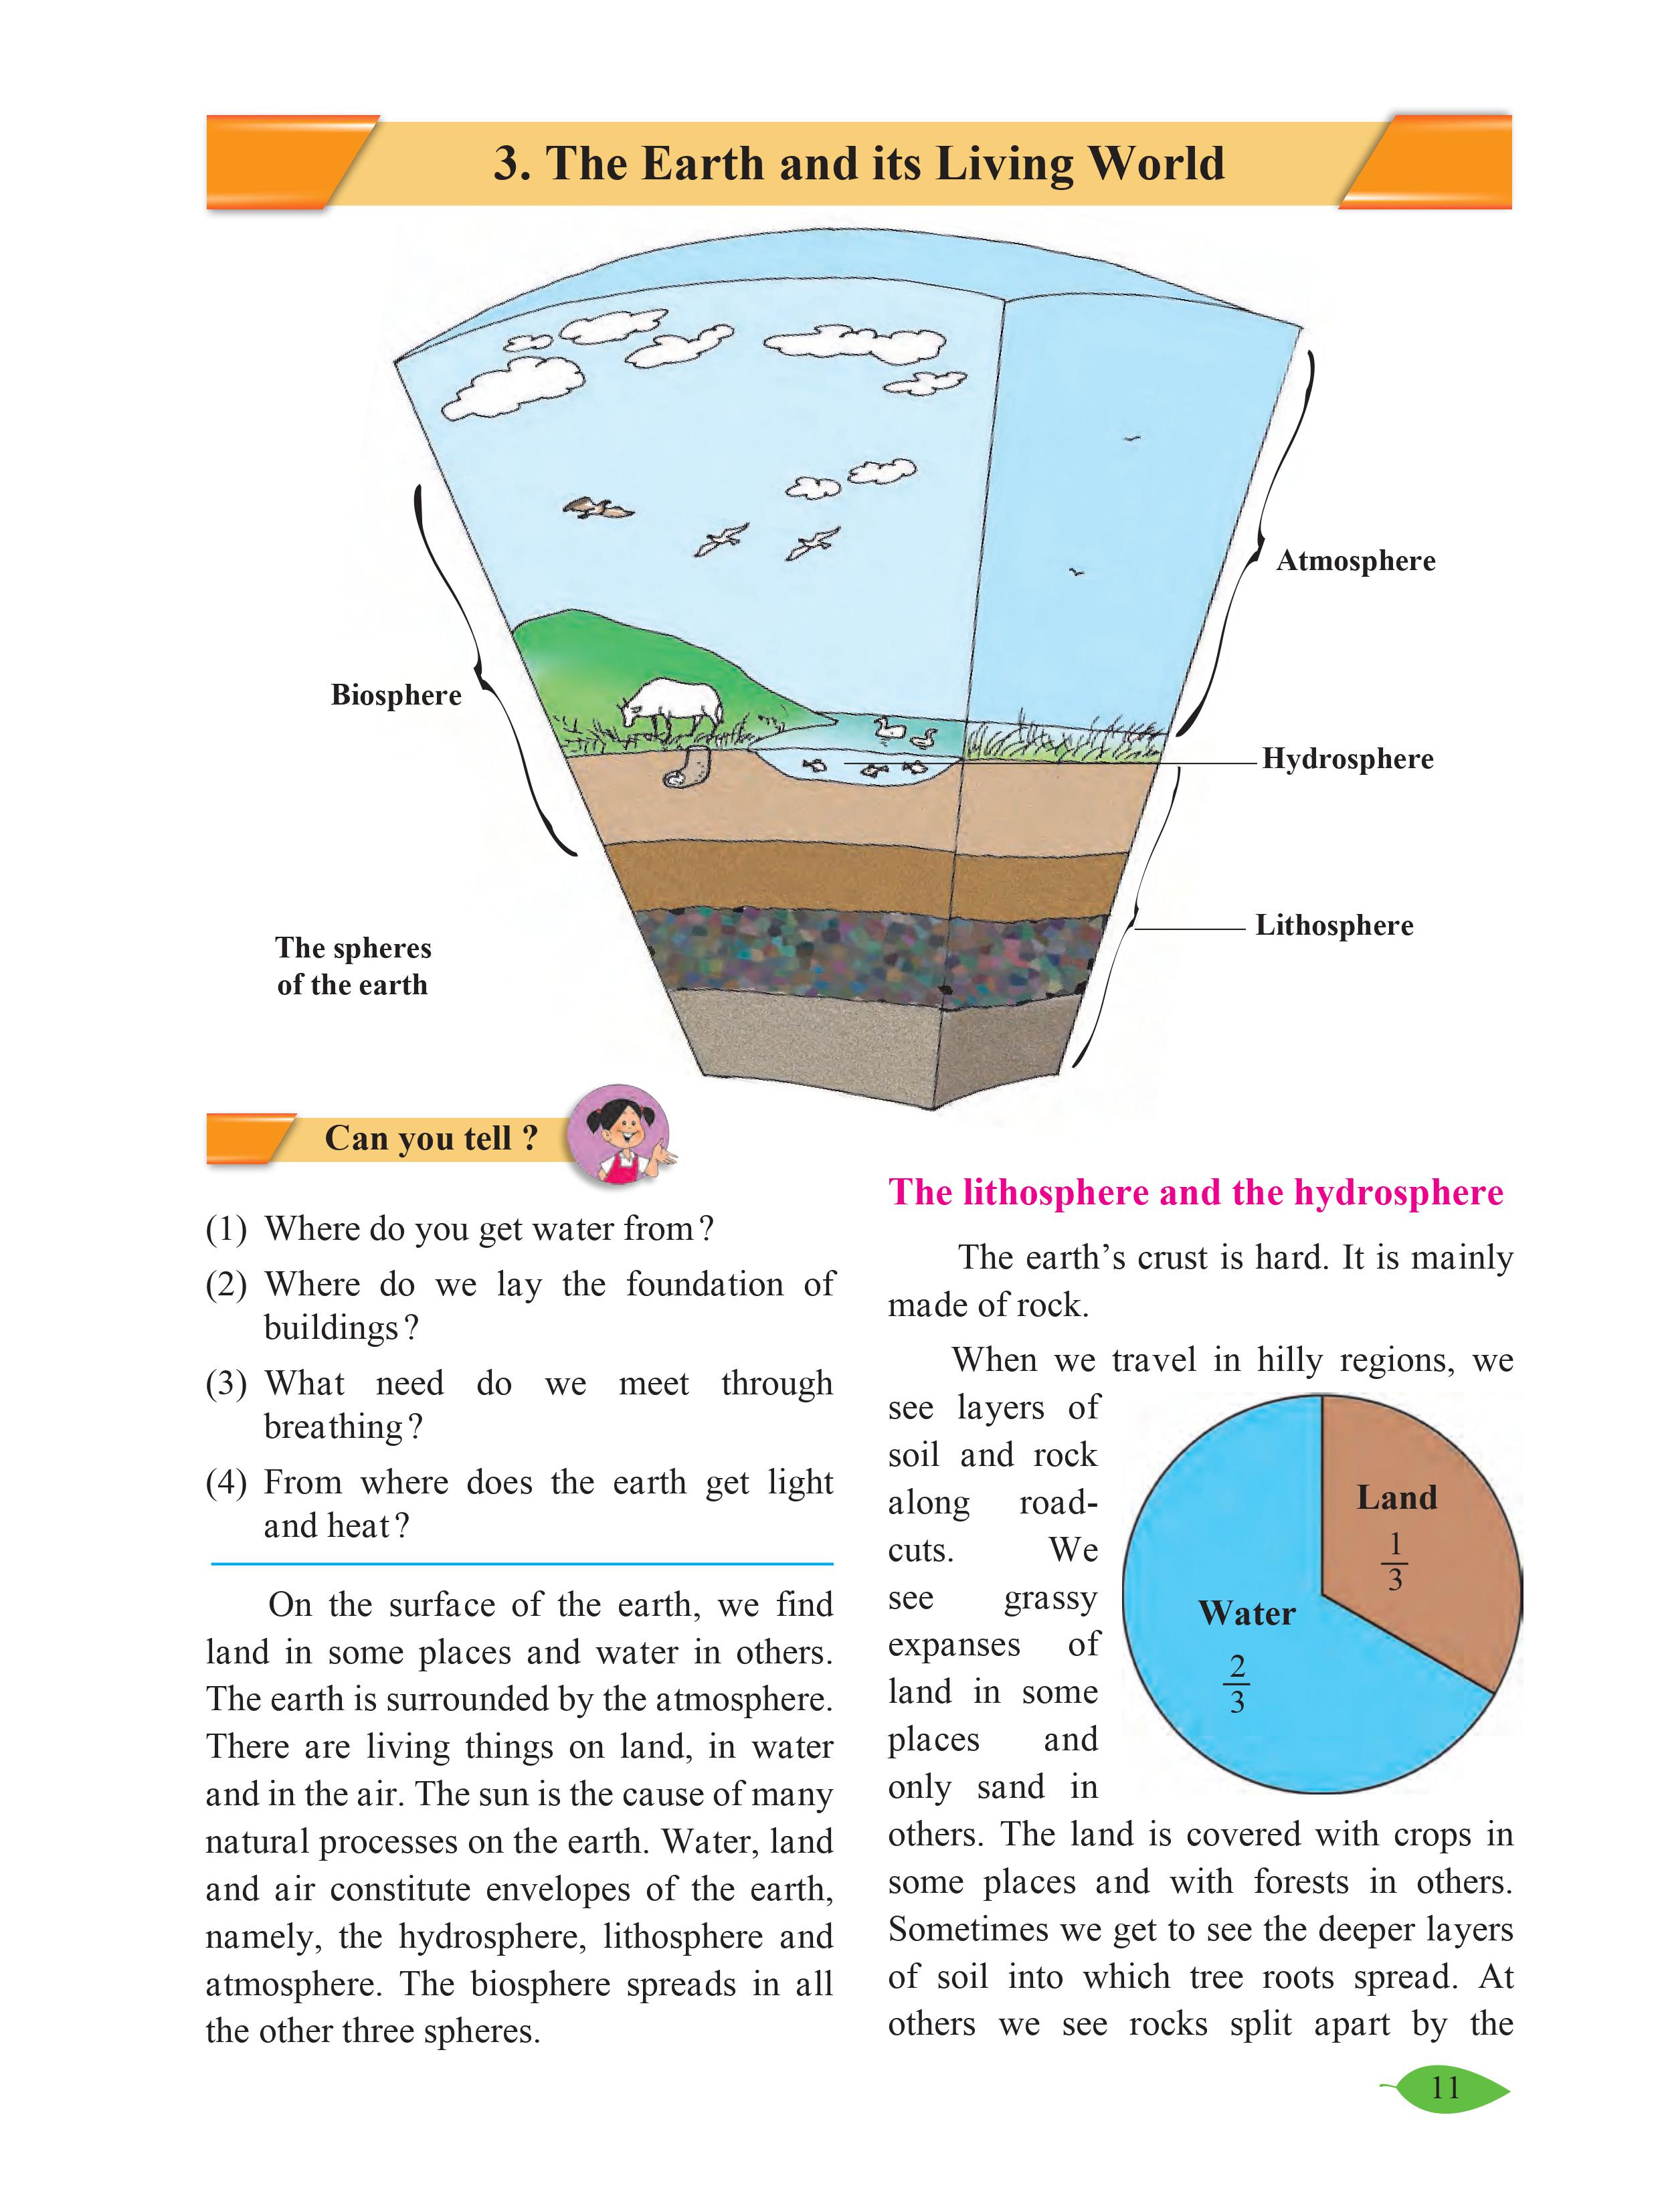 3. The Earth and its Living World
Atmosphere
Biosphere
Hydrosphere
Lithosphere
The spheres
of the earth
Can you tell ?
(1) Where do you get water from?
(2) Where do we lay the foundation of
buildings?
(3) What need do we meet through
breathing?
(4) From where does the earth get light
and heat?
On the surface of the earth, we find
land in some places and water in others.
The earth is surrounded by the atmosphere.
There are living things on land, in water
and in the air. The sun is the cause of many
natural processes on the earth. Water, land
and air constitute envelopes of the earth,
namely, the hydrosphere, lithosphere and
atmosphere. The biosphere spreads in all
the other three spheres.
The lithosphere and the hydrosphere
The earth's crust is hard. It is mainly
made of rock.
When we travel in hilly regions, we
see layers of
soil and rock
along road-
cuts. We
see grassy
expanses of
land in some
places and
only sand in
others. The land is covered with crops in
some places and with forests in others.
Sometimes we get to see the deeper layers
of soil into which tree roots spread. At
others we see rocks split apart by the
Land
1
3
Water
2
3
11